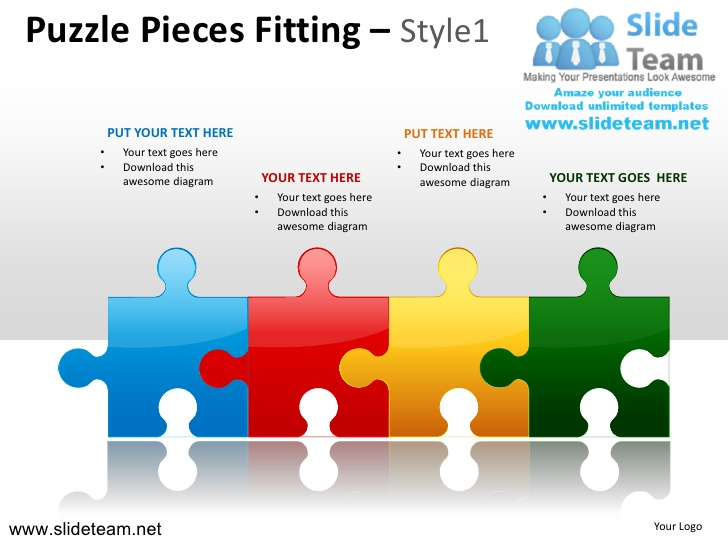 Puzzle Pieces Fitting – Style1
Slide
Team
Making Your Presentations Look Awesome
Amaze your audience
Download unlimited templates
www.slideteam.net
PUT YOUR TEXT HERE
• Your text goes here
• Download this
awesome diagram
YOUR TEXT HERE
• Your text goes here
• Download this
awesome diagram
PUT TEXT HERE
• Your text goes here
• Download this
awesome diagram
YOUR TEXT GOES HERE
• Your text goes here
• Download this
awesome diagram
www.slideteam.net
Your Logo